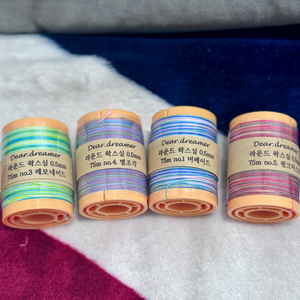 Dear.dreamer
라운드 왁스실 0.5mm
75m no.3 레모네이드
Dear.dreamer
라운드 왁스실 0.5mm
75m no.4. 별조각
Dear.dreamer
라운드 왁스실 0.5mm
75m no.1 머메이드
Dear.dreamer
라운드 왁스실 0.5m
75m no.5. 핑크